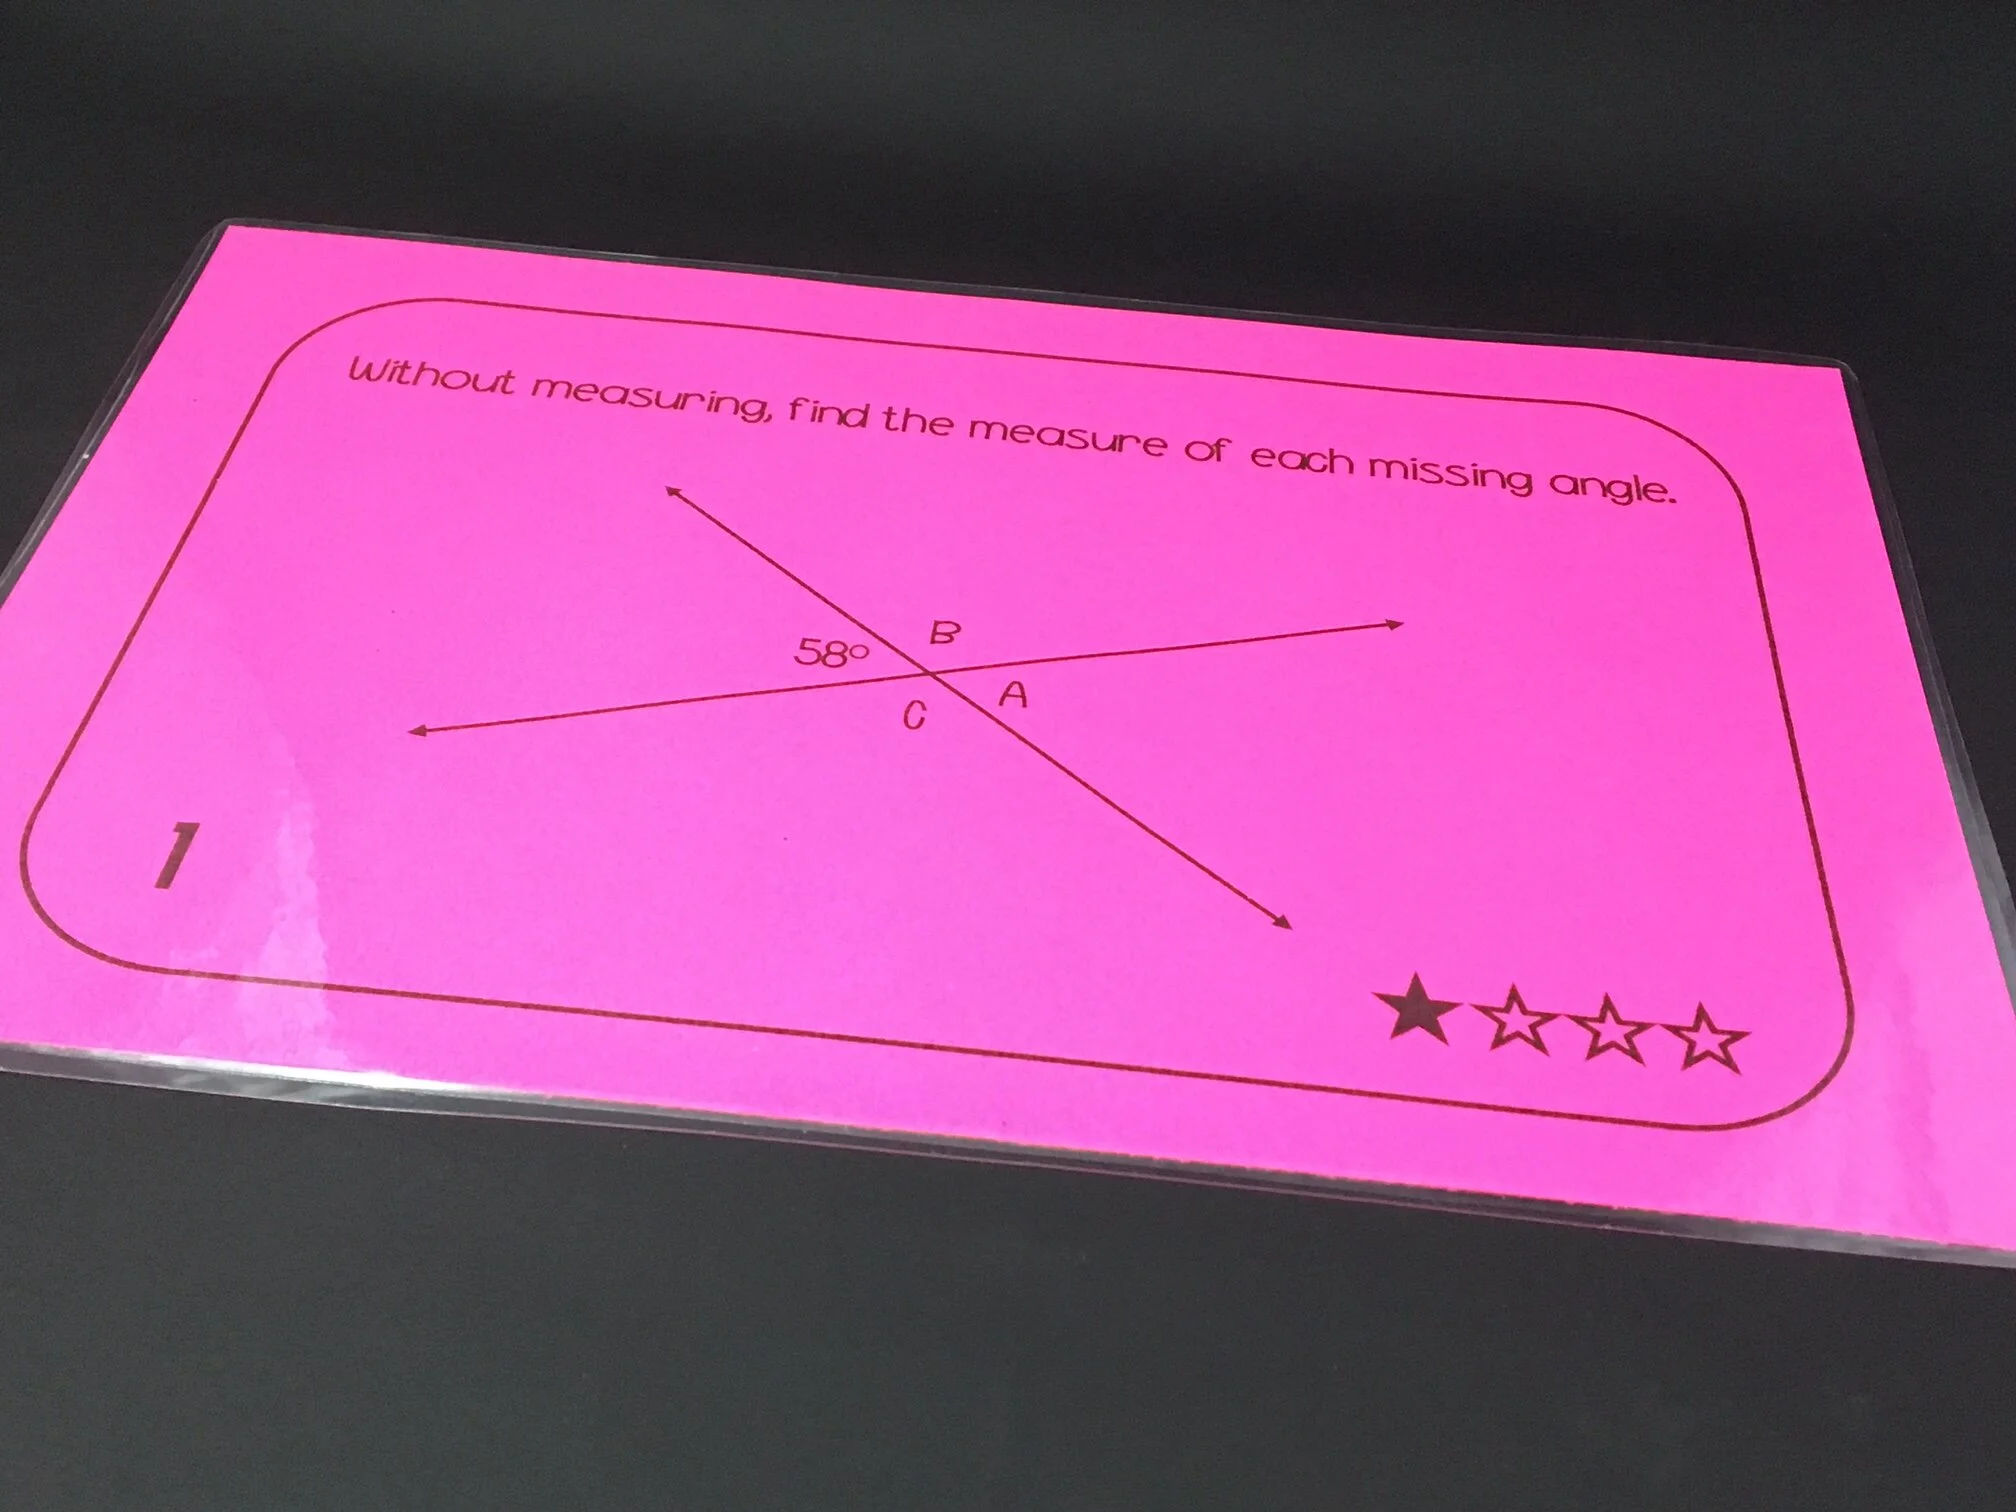 Without measuring, find the measure of each missing angle.
B
58°
A
C
1